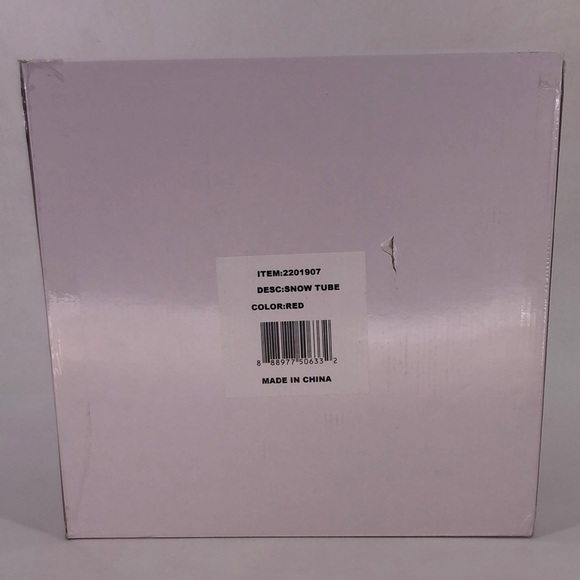 ITEM:2201907
DESC:SNOW TUBE
COLOR:RED
8 88977 50633 2
MADE IN CHINA